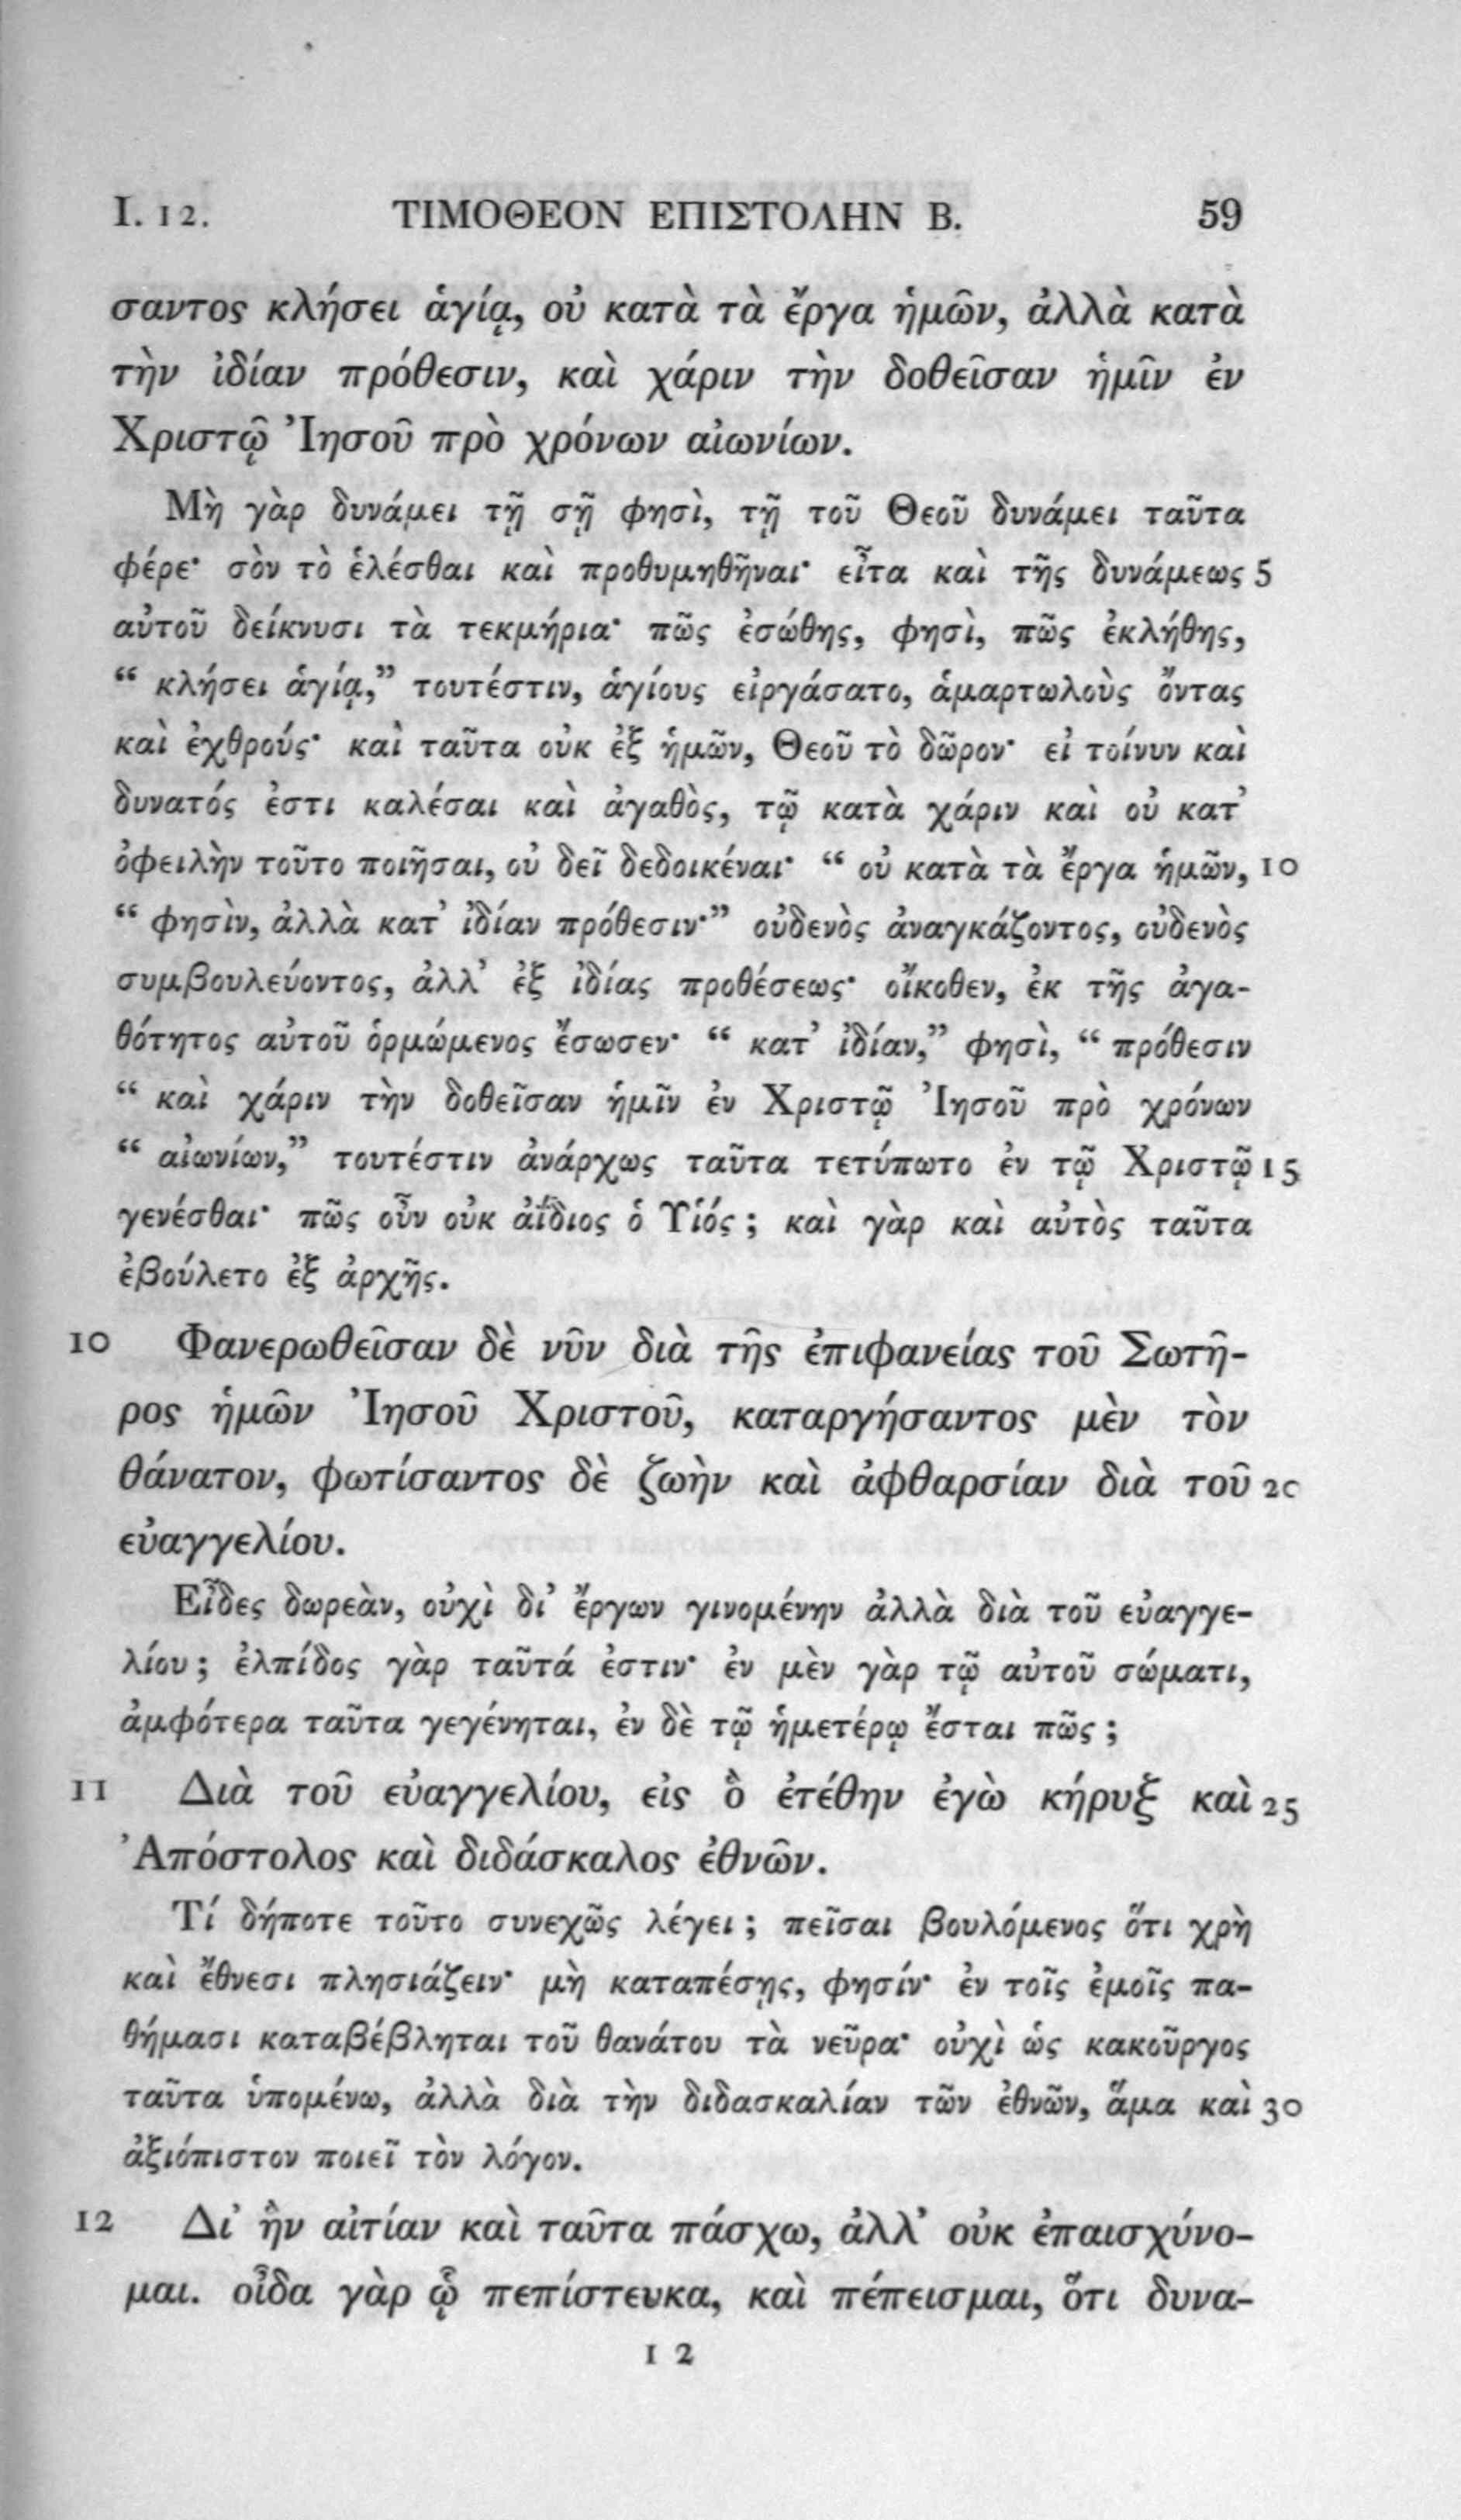 I. 12. ΤΙΜΟΘΕΟΝ ΕΠΙΣΤΟΛΗΝ Β. 59
σαντος κλήσει ἁγίᾳ, οὐ κατὰ τὰ ἔργα ἡμῶν, ἀλλὰ κατὰ
τὴν ἰδίαν πρόθεσιν, καὶ χάριν τὴν δοθεῖσαν ἡμῖν ἐν
Χριστῷ Ἰησοῦ πρὸ χρόνων αἰωνίων.
Μὴ γὰρ δυνάμει τῇ σῇ φησὶ, τῇ τοῦ Θεοῦ δυνάμει ταῦτα
φέρε· σὸν τὸ ἑλέσθαι καὶ προθυμηθῆναι· εἶτα καὶ τῆς δυνάμεως 5
αὐτοῦ δείκνυσι τὰ τεκμήρια· πῶς ἐσώθης, φησὶ, πῶς ἐκλήθης,
“ κλήσει ἁγίᾳ,” τουτέστιν, ἁγίους εἰργάσατο, ἁμαρτωλοὺς ὄντας
καὶ ἐχθρούς· καὶ ταῦτα οὐκ ἐξ ἡμῶν, Θεοῦ τὸ δῶρον· εἰ τοίνυν καὶ
δυνατός ἐστι καλέσαι καὶ ἀγαθὸς, τῷ κατὰ χάριν καὶ οὐ κατ’
ὀφειλὴν τοῦτο ποιῆσαι, οὐ δεῖ δεδοικέναι· “ οὐ κατὰ τὰ ἔργα ἡμῶν, 10
“ φησὶν, ἀλλὰ κατ’ ἰδίαν πρόθεσιν·” οὐδενὸς ἀναγκάζοντος, οὐδενὸς
συμβουλεύοντος, ἀλλ’ ἐξ ἰδίας προθέσεως· οἴκοθεν, ἐκ τῆς ἀγα-
θότητος αὐτοῦ ὁρμώμενος ἔσωσεν· “ κατ’ ἰδίαν,” φησὶ, “ πρόθεσιν
“ καὶ χάριν τὴν δοθεῖσαν ἡμῖν ἐν Χριστῷ Ἰησοῦ πρὸ χρόνων
“ αἰωνίων,” τουτέστιν ἀνάρχως ταῦτα τετύπωτο ἐν τῷ Χριστῷ 15
γενέσθαι· πῶς οὖν οὐκ ἀΐδιος ὁ Υἱός ; καὶ γὰρ καὶ αὐτὸς ταῦτα
ἐβούλετο ἐξ ἀρχῆς.
10 Φανερωθεῖσαν δὲ νῦν διὰ τῆς ἐπιφανείας τοῦ Σωτῆ-
ρος ἡμῶν Ἰησοῦ Χριστοῦ, καταργήσαντος μὲν τὸν
θάνατον, φωτίσαντος δὲ ζωὴν καὶ ἀφθαρσίαν διὰ τοῦ 20
εὐαγγελίου.
Εἶδες δωρεὰν, οὐχὶ δι’ ἔργων γινομένην ἀλλὰ διὰ τοῦ εὐαγγε-
λίου ; ἐλπίδος γὰρ ταῦτά ἐστιν· ἐν μὲν γὰρ τῷ αὐτοῦ σώματι,
ἀμφότερα ταῦτα γεγένηται, ἐν δὲ τῷ ἡμετέρῳ ἔσται πῶς ;
11 Διὰ τοῦ εὐαγγελίου, εἰς ὃ ἐτέθην ἐγὼ κήρυξ καὶ 25
Ἀπόστολος καὶ διδάσκαλος ἐθνῶν.
Τί δήποτε τοῦτο συνεχῶς λέγει ; πεῖσαι βουλόμενος ὅτι χρὴ
καὶ ἔθνεσι πλησιάζειν· μὴ καταπέσῃς, φησίν· ἐν τοῖς ἐμοῖς πα-
θήμασι καταβέβληται τοῦ θανάτου τὰ νεῦρα· οὐχὶ ὡς κακοῦργος
ταῦτα ὑπομένω, ἀλλὰ διὰ τὴν διδασκαλίαν τῶν ἐθνῶν, ἅμα καὶ 30
ἀξιόπιστον ποιεῖ τὸν λόγον.
12 Δι’ ἣν αἰτίαν καὶ ταῦτα πάσχω, ἀλλ’ οὐκ ἐπαισχύνο-
μαι. οἶδα γὰρ ᾧ πεπίστευκα, καὶ πέπεισμαι, ὅτι δυνα-
I 2